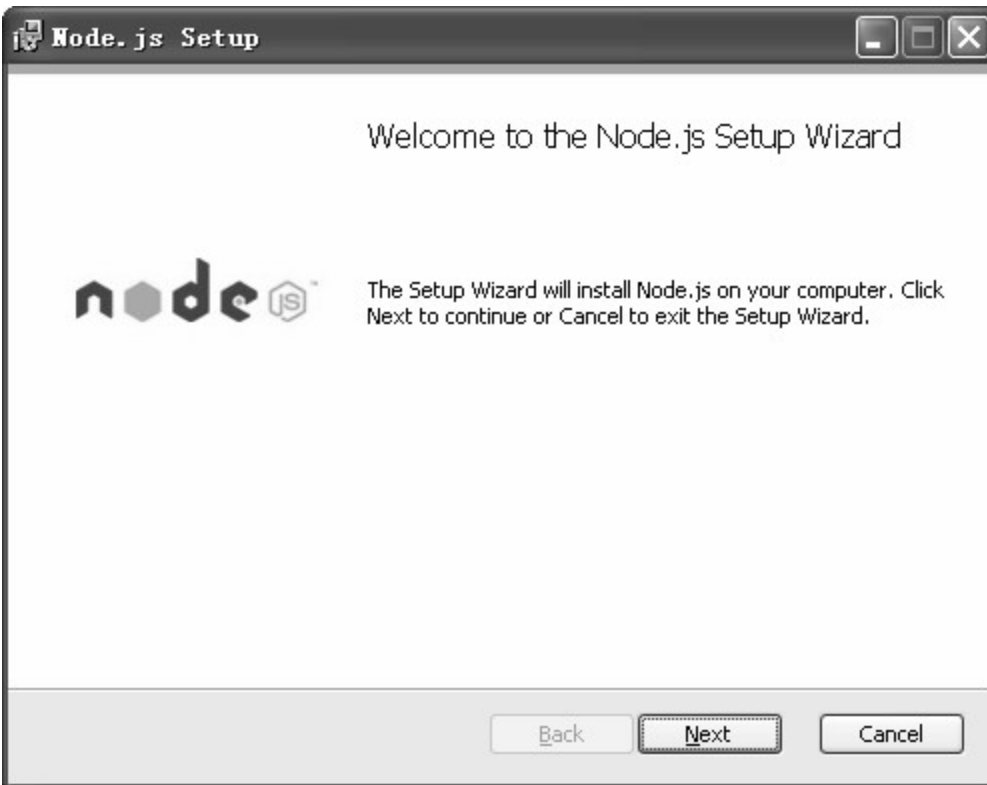 Node.js Setup
Welcome to the Node.js Setup Wizard
node JS™
The Setup Wizard will install Node.js on your computer. Click
Next to continue or Cancel to exit the Setup Wizard.
Back
Next
Cancel